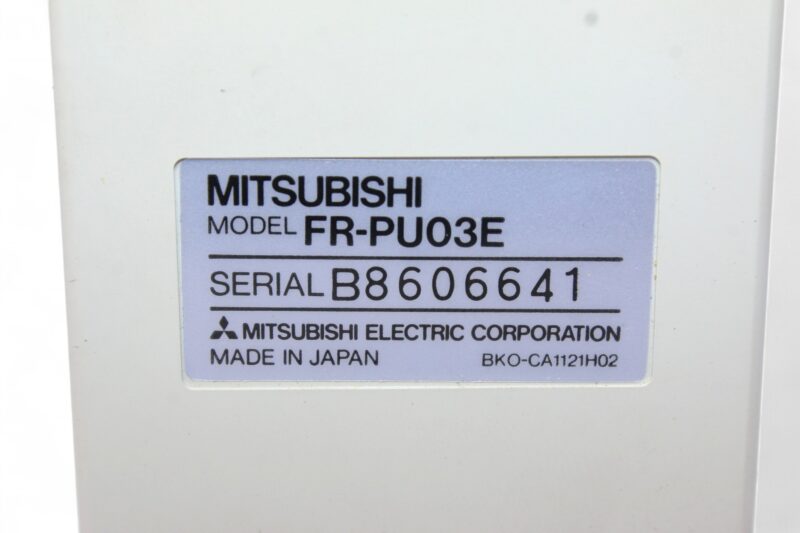 MITSUBISHI
MODEL FR-PU03E
SERIAL B8606641
MITSUBISHI ELECTRIC CORPORATION
MADE IN JAPAN BKO-CA1121H02